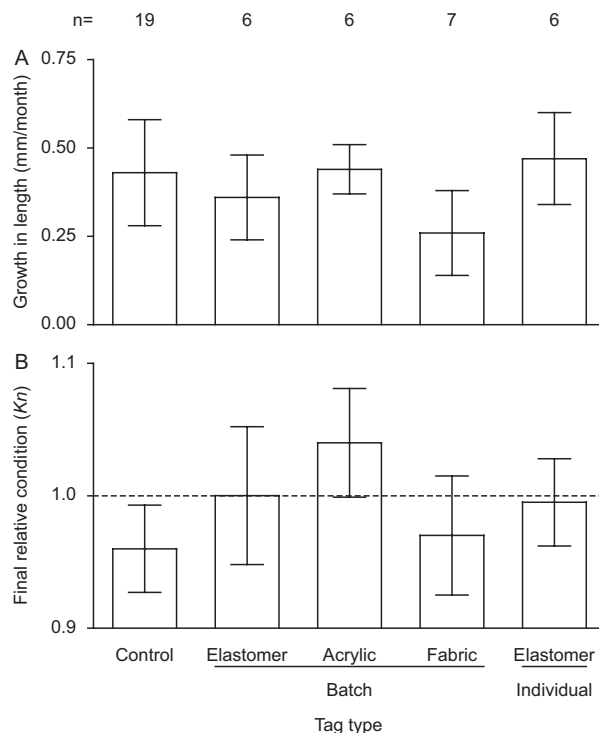 n= 19 6 6 7 6
A
Growth in length (mm/month)
0.75
0.50
0.25
0.00
B
Final relative condition (Kn)
1.1
1.0
0.9
Control Elastomer Acrylic Fabric Elastomer
Batch Individual
Tag type